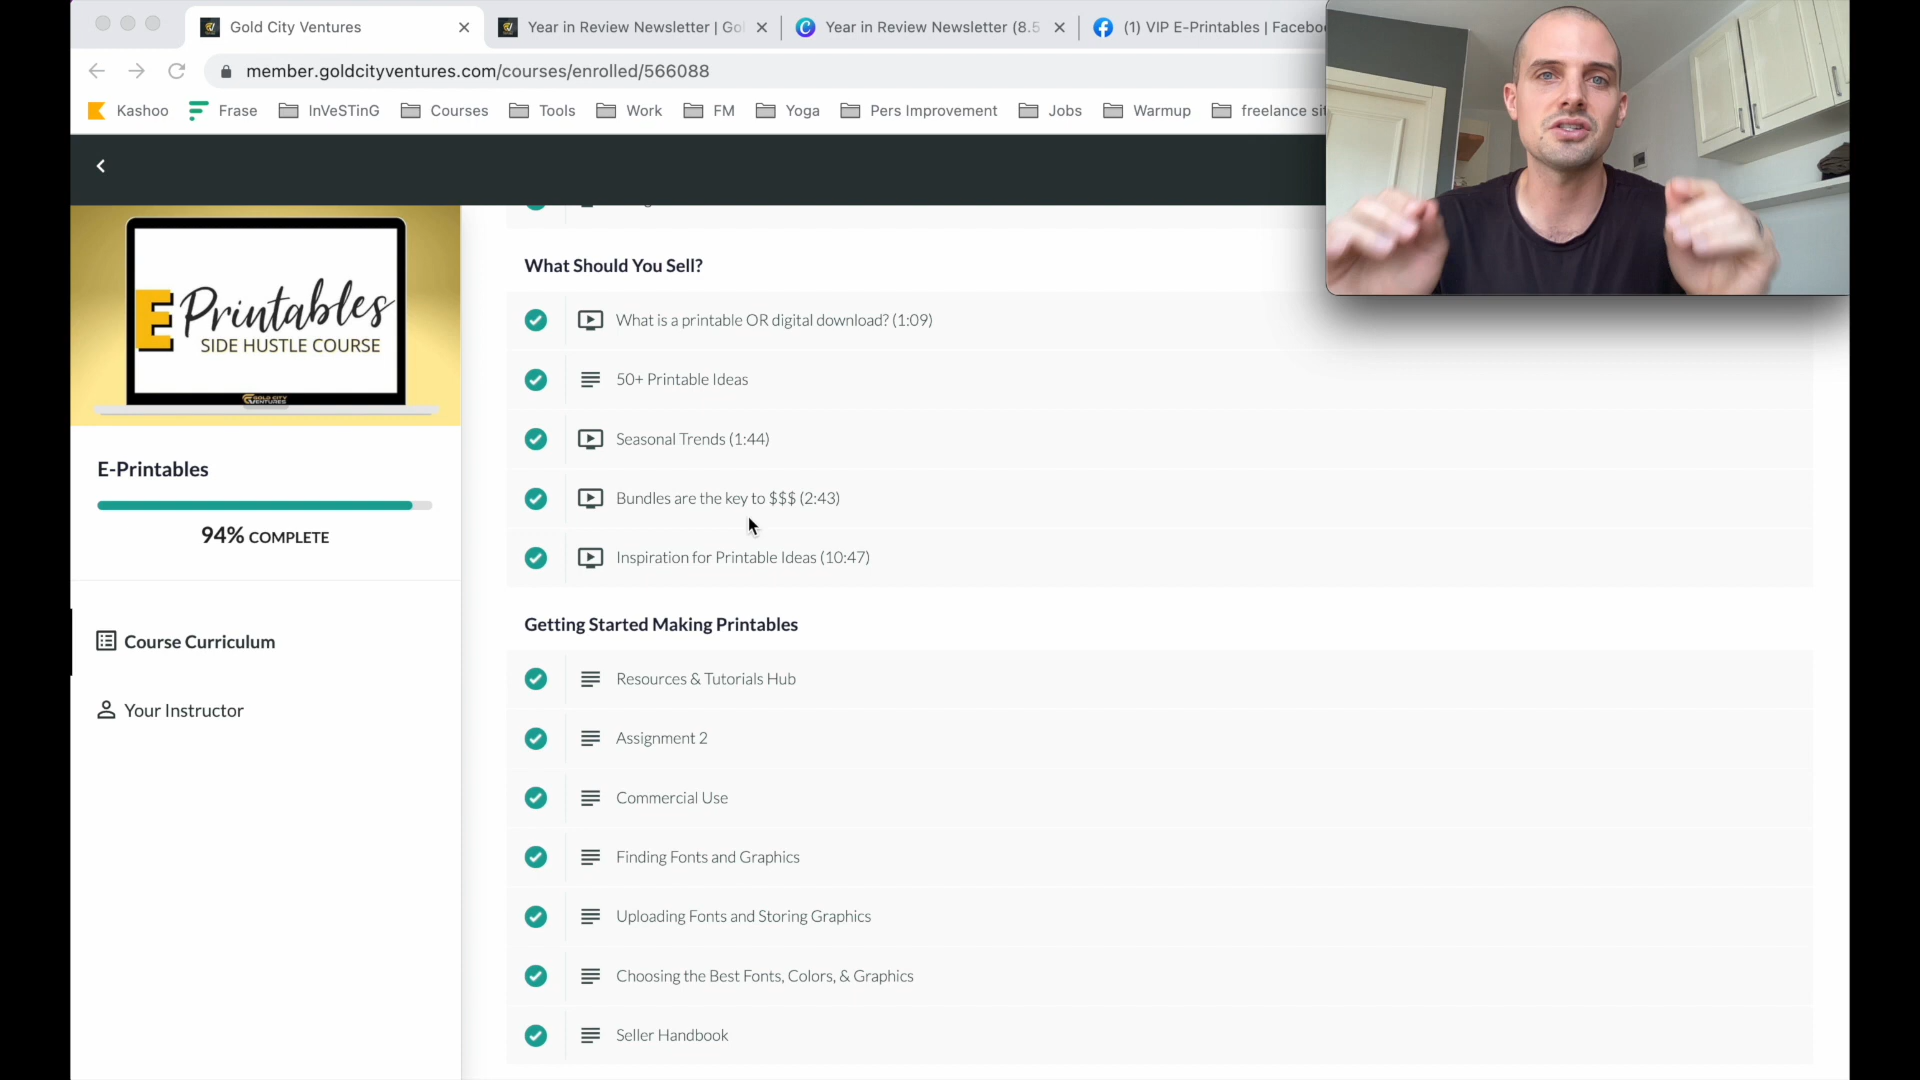 Gold City Ventures
Year in Review Newsletter | Gol
Year in Review Newsletter (8.5
(1) VIP E-Printables | Facebo
member.goldcityventures.com/courses/enrolled/566088
Kashoo
Frase
InVeSTinG
Courses
Tools
Work
FM
Yoga
Pers Improvement
Jobs
Warmup
freelance sit
E Printables
SIDE HUSTLE COURSE
GOLD CITY
VENTURES
E-Printables
94% COMPLETE
Course Curriculum
Your Instructor
What Should You Sell?
What is a printable OR digital download? (1:09)
50+ Printable Ideas
Seasonal Trends (1:44)
Bundles are the key to $$$ (2:43)
Inspiration for Printable Ideas (10:47)
Getting Started Making Printables
Resources & Tutorials Hub
Assignment 2
Commercial Use
Finding Fonts and Graphics
Uploading Fonts and Storing Graphics
Choosing the Best Fonts, Colors, & Graphics
Seller Handbook